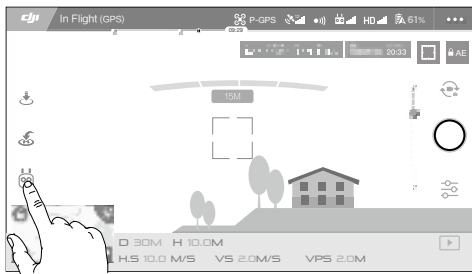 dji In Flight (GPS) P-GPS HD 61%
09:29
20:33 AE
15M
D 30M H 10.0M
H.S 10.0 M/S VS 2.0M/S VPS 2.0M